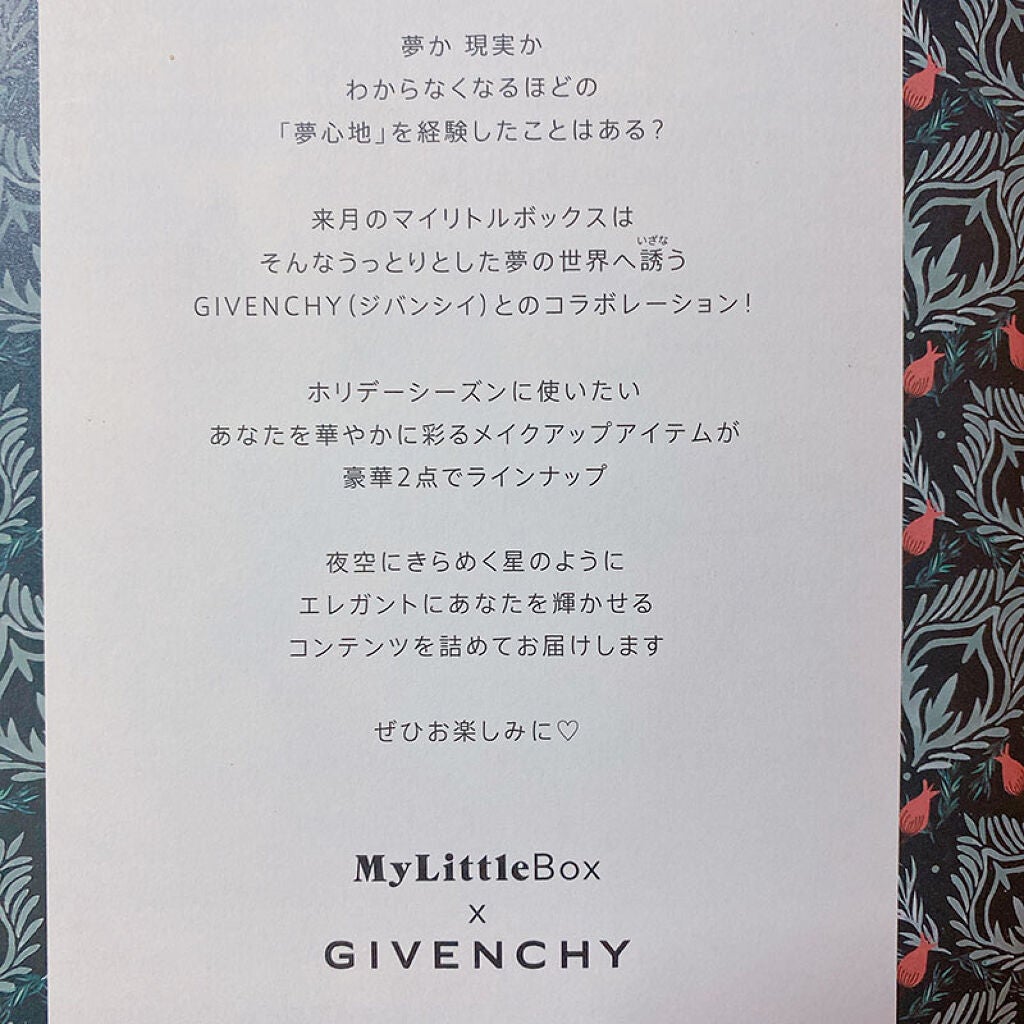 夢か 現実か
わからなくなるほどの
「夢心地」を経験したことはある?
来月のマイリトルボックスは
いざな
そんなうっとりとした夢の世界へ誘う
GIVENCHY(ジバンシイ)とのコラボレーション!
ホリデーシーズンに使いたい
あなたを華やかに彩るメイクアップアイテムが
豪華2点でラインナップ
夜空にきらめく星のように
エレガントにあなたを輝かせる
コンテンツを詰めてお届けします
ぜひお楽しみに♡
MyLittleBox
x
GIVENCHY